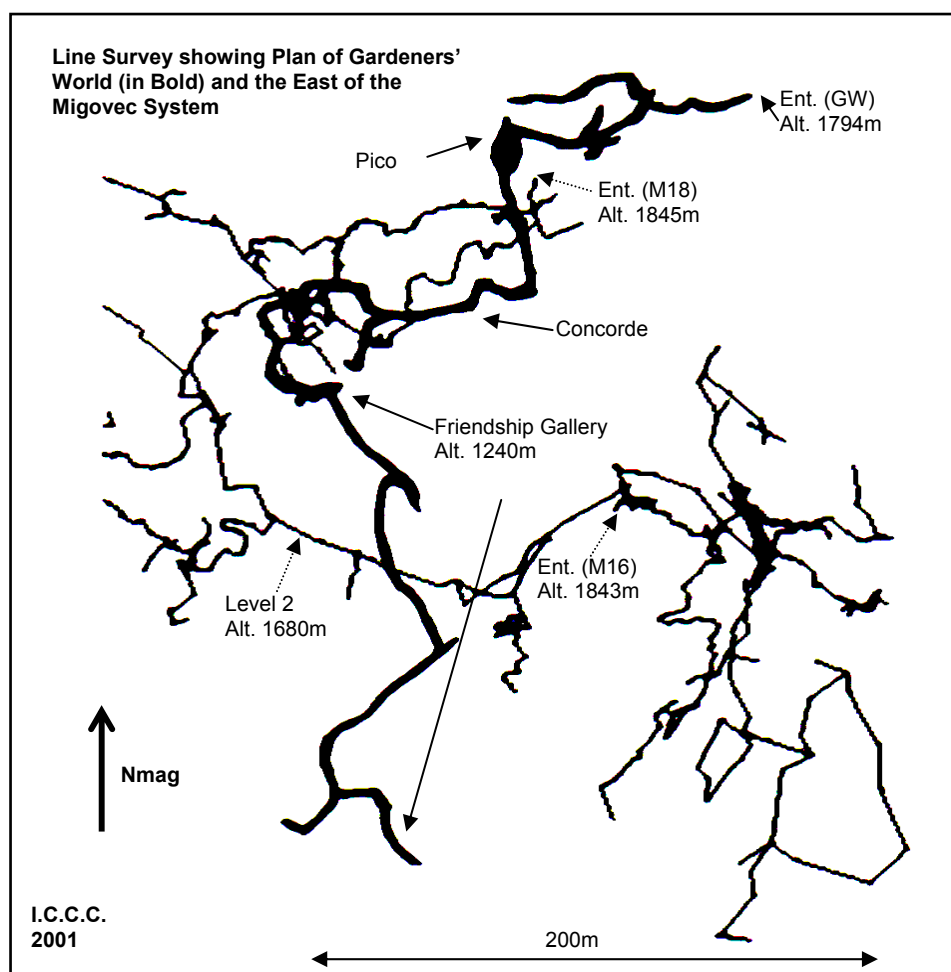 Line Survey showing Plan of Gardeners’
World (in Bold) and the East of the
Migovec System
Ent. (GW)
Alt. 1794m
Pico
Ent. (M18)
Alt. 1845m
Concorde
Friendship Gallery
Alt. 1240m
Ent. (M16)
Alt. 1843m
Level 2
Alt. 1680m
Nmag
I.C.C.C.
2001
200m